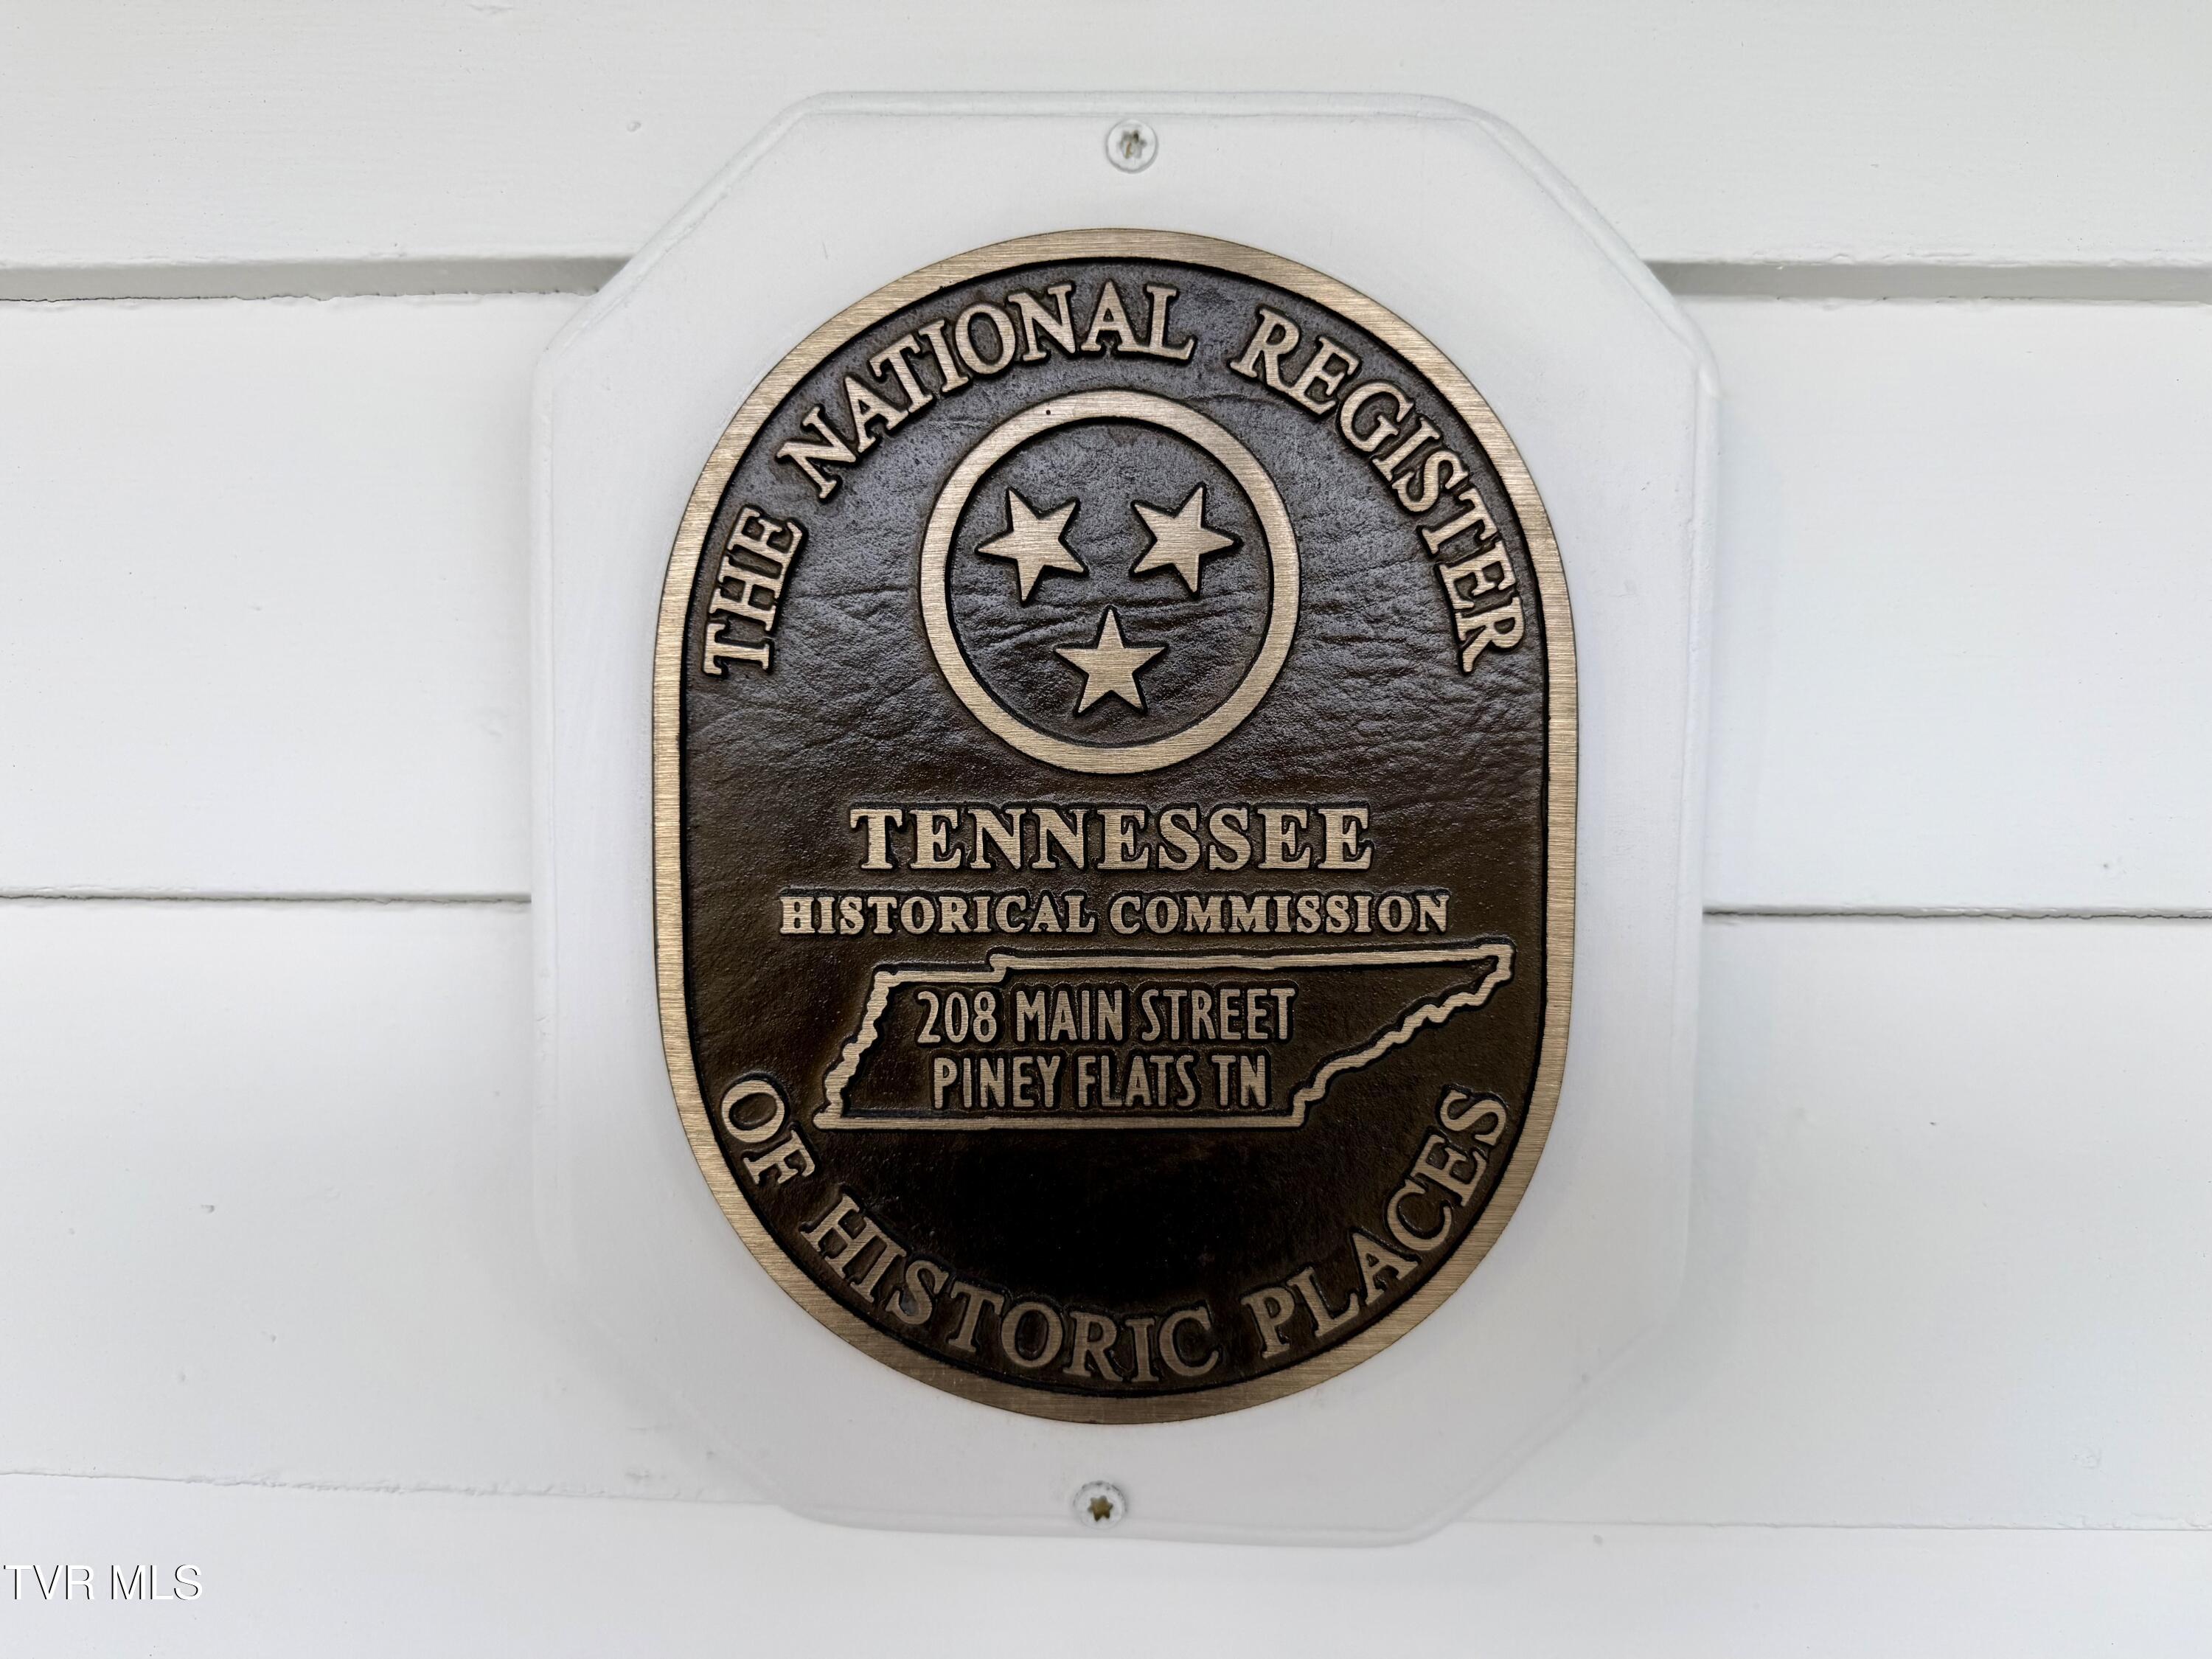 THE NATIONAL REGISTER
TENNESSEE
HISTORICAL COMMISSION
208 MAIN STREET
PINEY FLATS TN
OF HISTORIC PLACES
TVR MLS